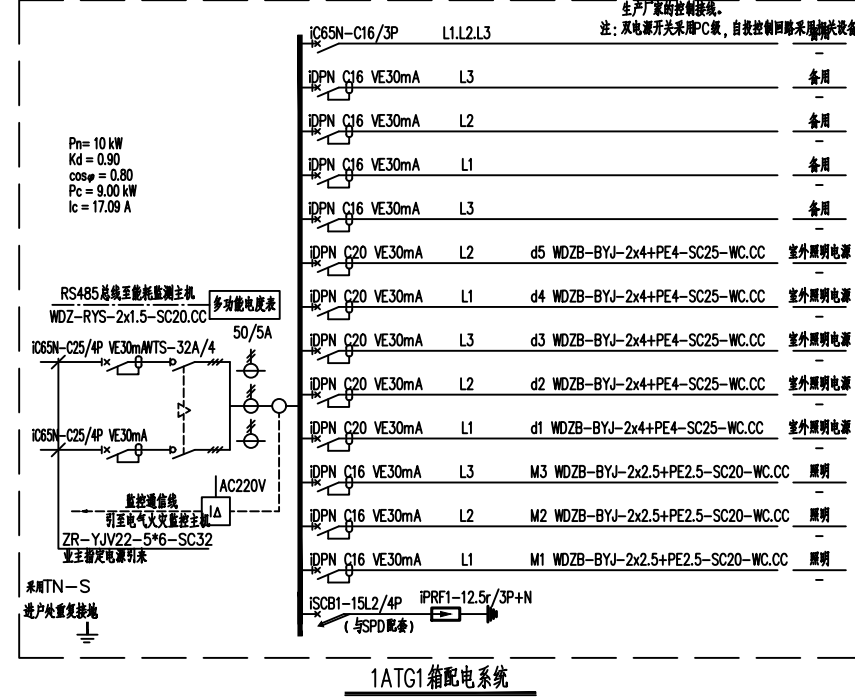 生产厂家的控制接线。
注：双电源开关采用PC级，自投控制回路采用相关设备
iC65N-C16/3P L1.L2.L3 备用
iDPN C16 VE30mA L3 备用
-
iDPN C16 VE30mA L2 备用
-
iDPN C16 VE30mA L1 备用
-
iDPN C16 VE30mA L3 备用
-
Pn= 10 kW
Kd = 0.90
cosφ = 0.80
Pc = 9.00 kW
Ic = 17.09 A
iDPN C20 VE30mA L2 d5 WDZB-BYJ-2x4+PE4-SC25-WC.CC 室外照明电源
-
iDPN C20 VE30mA L1 d4 WDZB-BYJ-2x4+PE4-SC25-WC.CC 室外照明电源
-
iDPN C20 VE30mA L3 d3 WDZB-BYJ-2x4+PE4-SC25-WC.CC 室外照明电源
-
iDPN C20 VE30mA L2 d2 WDZB-BYJ-2x4+PE4-SC25-WC.CC 室外照明电源
-
iDPN C20 VE30mA L1 d1 WDZB-BYJ-2x4+PE4-SC25-WC.CC 室外照明电源
-
iDPN C16 VE30mA L3 M3 WDZB-BYJ-2x2.5+PE2.5-SC20-WC.CC 照明
-
iDPN C16 VE30mA L2 M2 WDZB-BYJ-2x2.5+PE2.5-SC20-WC.CC 照明
-
iDPN C16 VE30mA L1 M1 WDZB-BYJ-2x2.5+PE2.5-SC20-WC.CC 照明
-
iSCB1-15L2/4P iPRF1-12.5r/3P+N
（与SPD配套）
RS485总线至能耗监测主机
WDZ-RYS-2x1.5-SC20.CC
多功能电度表
50/5A
iC65N-C25/4P VE30mA WTS-32A/4
iC65N-C25/4P VE30mA
AC220V
监控通信线
I△
引至电气火灾监控主机
ZR-YJV22-5*6-SC32
业主指定电源引来
采用TN-S
进户处重复接地
1ATG1箱配电系统